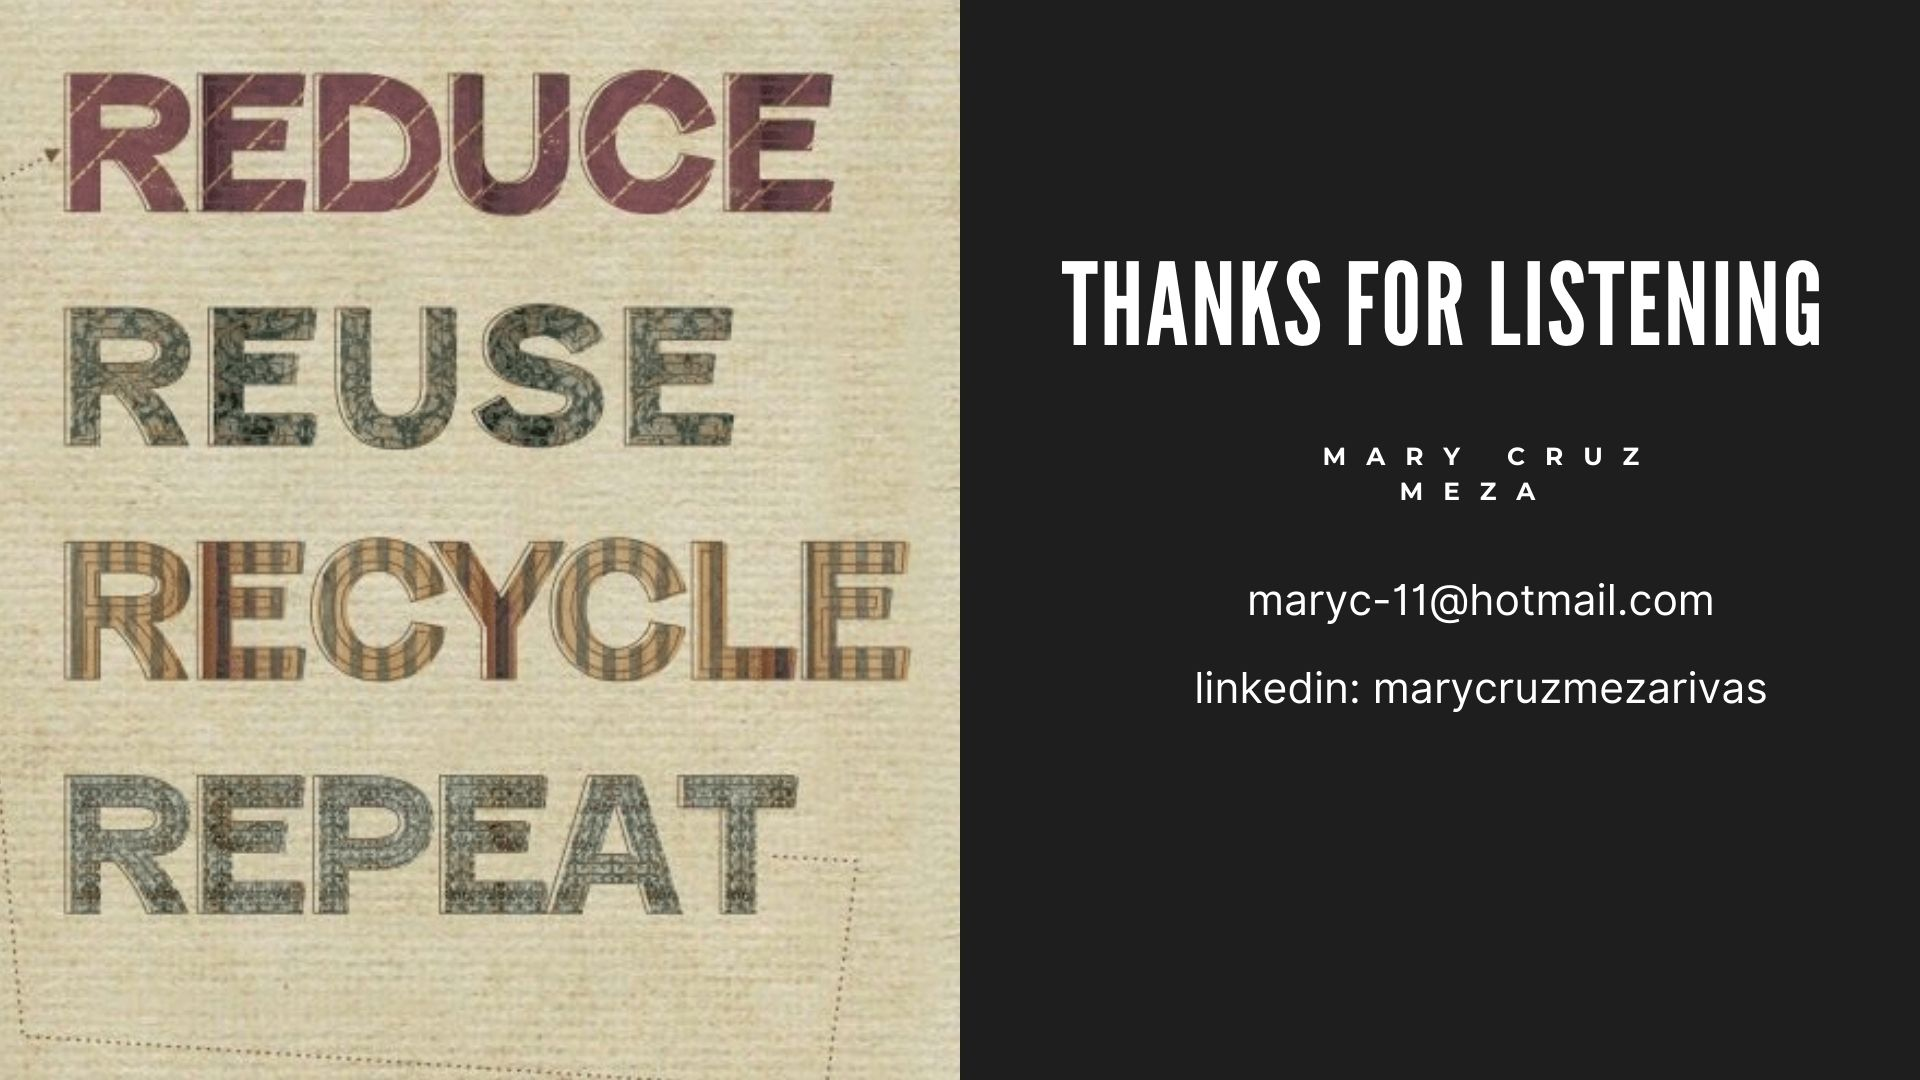 REDUCE
REUSE
RECYCLE
REPEAT
THANKS FOR LISTENING
MARY CRUZ
MEZA
maryc-11@hotmail.com
linkedin: marycruzmezarivas